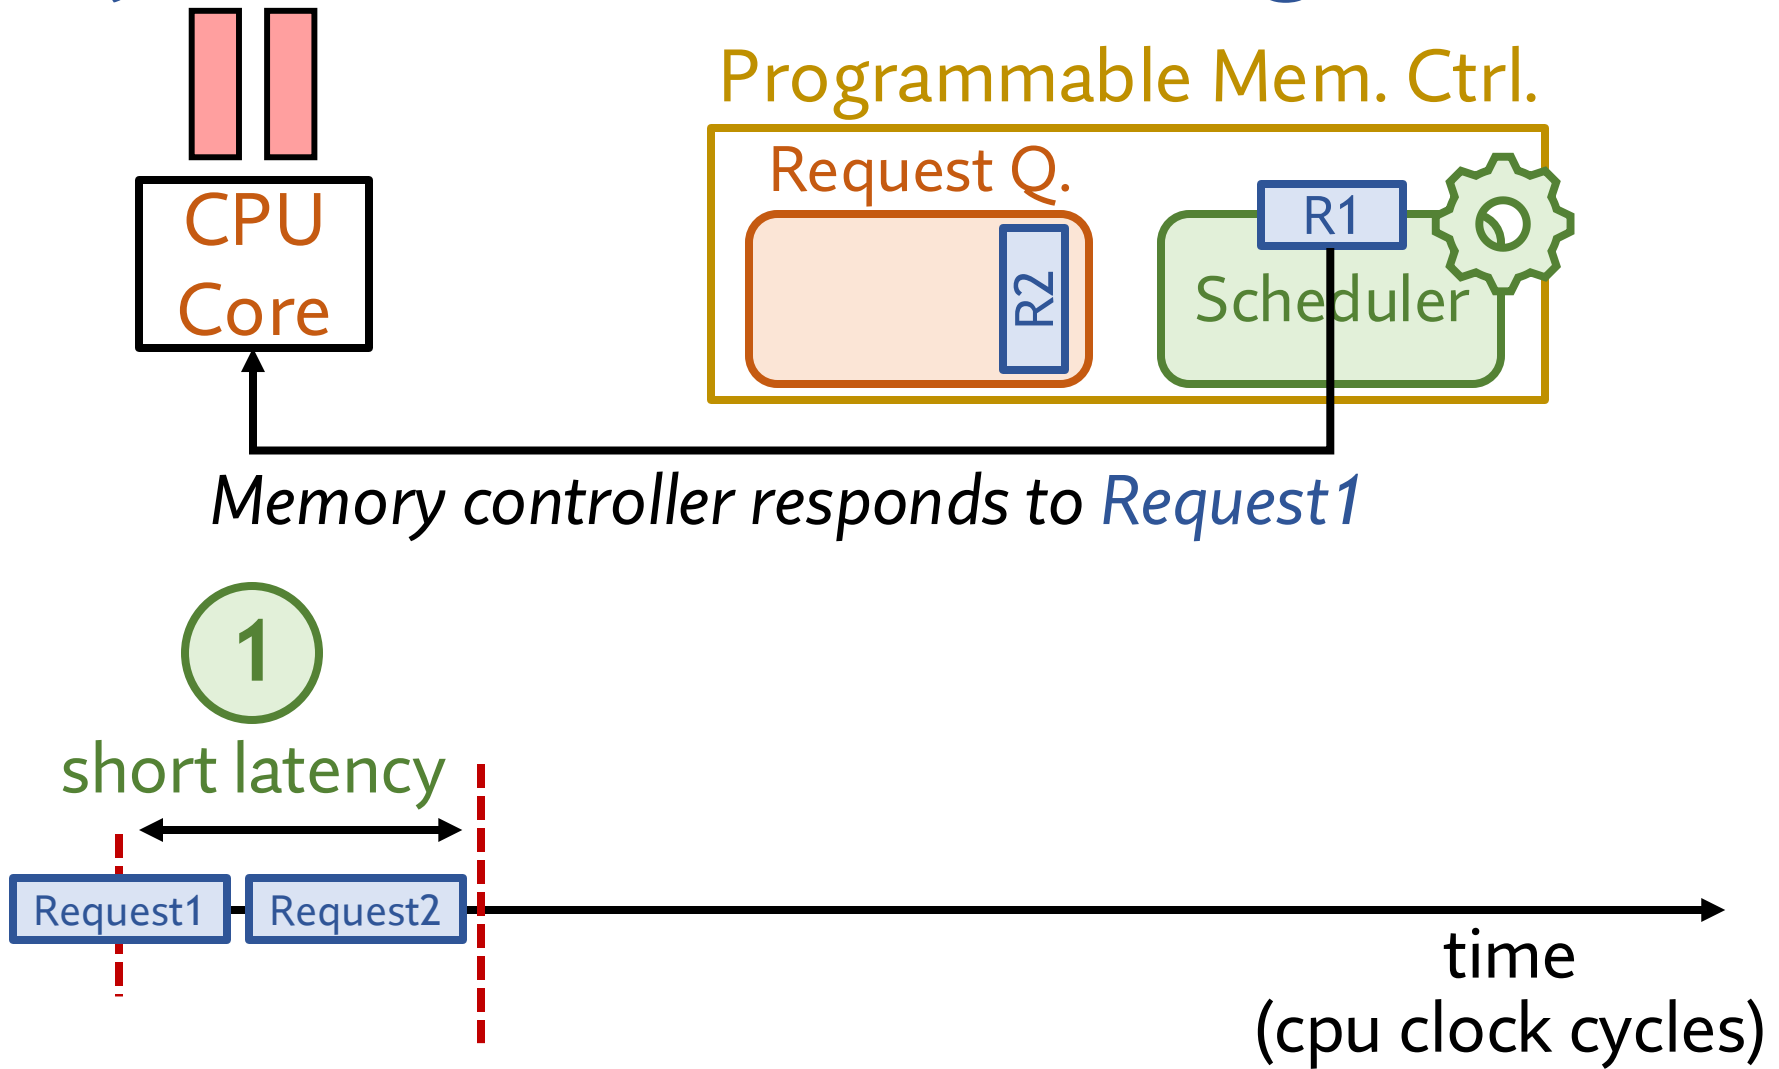 Programmable Mem. Ctrl.
Request Q.
R1
CPU
Core
R2
Scheduler
Memory controller responds to Request1
1
short latency
Request1
Request2
time
(cpu clock cycles)